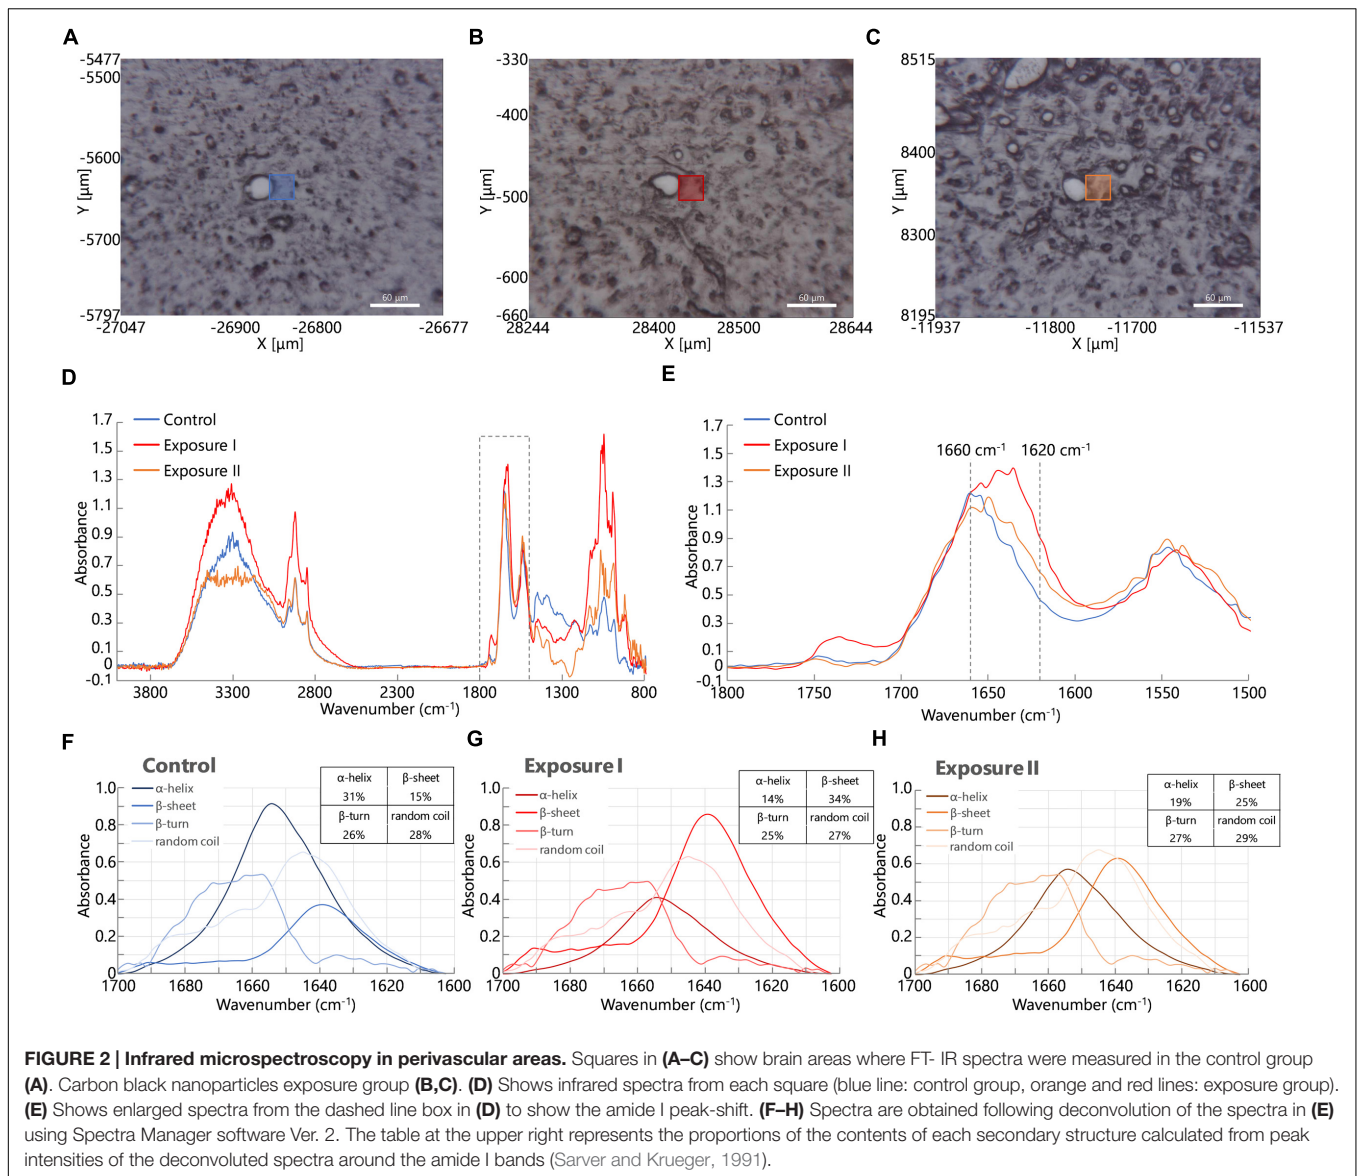 A
-5477
-5500
-5600
-5700
-5797
Y [µm]
-27047
-26900
-26800
-26677
X [µm]
60 µm
B
-330
-400
-500
-600
-660
Y [µm]
28244
28400
28500
28644
X [µm]
60 µm
C
8515
8400
8300
8195
Y [µm]
-11937
-11800
-11700
-11537
X [µm]
60 µm
D
Control
Exposure I
Exposure II
1.7
1.5
1.3
1.1
0.9
0.7
0.5
0.3
0.1
0
-0.1
Absorbance
3800
3300
2800
2300
1800
1300
800
Wavenumber (cm-1)
E
Control
Exposure I
Exposure II
1660 cm-1
1620 cm-1
1.7
1.5
1.3
1.1
0.9
0.7
0.5
0.3
0.1
0
-0.1
Absorbance
1800
1750
1700
1650
1600
1550
1500
Wavenumber (cm-1)
F
Control
α-helix
β-sheet
β-turn
random coil
α-helix β-sheet
31% 15%
β-turn random coil
26% 28%
1.0
0.8
0.6
0.4
0.2
0
Absorbance
1700
1680
1660
1640
1620
1600
Wavenumber (cm-1)
G
Exposure I
α-helix
β-sheet
β-turn
random coil
α-helix β-sheet
14% 34%
β-turn random coil
25% 27%
1.0
0.8
0.6
0.4
0.2
0
Absorbance
1700
1680
1660
1640
1620
1600
Wavenumber (cm-1)
H
Exposure II
α-helix
β-sheet
β-turn
random coil
α-helix β-sheet
19% 25%
β-turn random coil
27% 29%
1.0
0.8
0.6
0.4
0.2
0
Absorbance
1700
1680
1660
1640
1620
1600
Wavenumber (cm-1)
FIGURE 2 | Infrared microspectroscopy in perivascular areas. Squares in (A–C) show brain areas where FT- IR spectra were measured in the control group
(A). Carbon black nanoparticles exposure group (B,C). (D) Shows infrared spectra from each square (blue line: control group, orange and red lines: exposure group).
(E) Shows enlarged spectra from the dashed line box in (D) to show the amide I peak-shift. (F–H) Spectra are obtained following deconvolution of the spectra in (E)
using Spectra Manager software Ver. 2. The table at the upper right represents the proportions of the contents of each secondary structure calculated from peak
intensities of the deconvoluted spectra around the amide I bands (Sarver and Krueger, 1991).